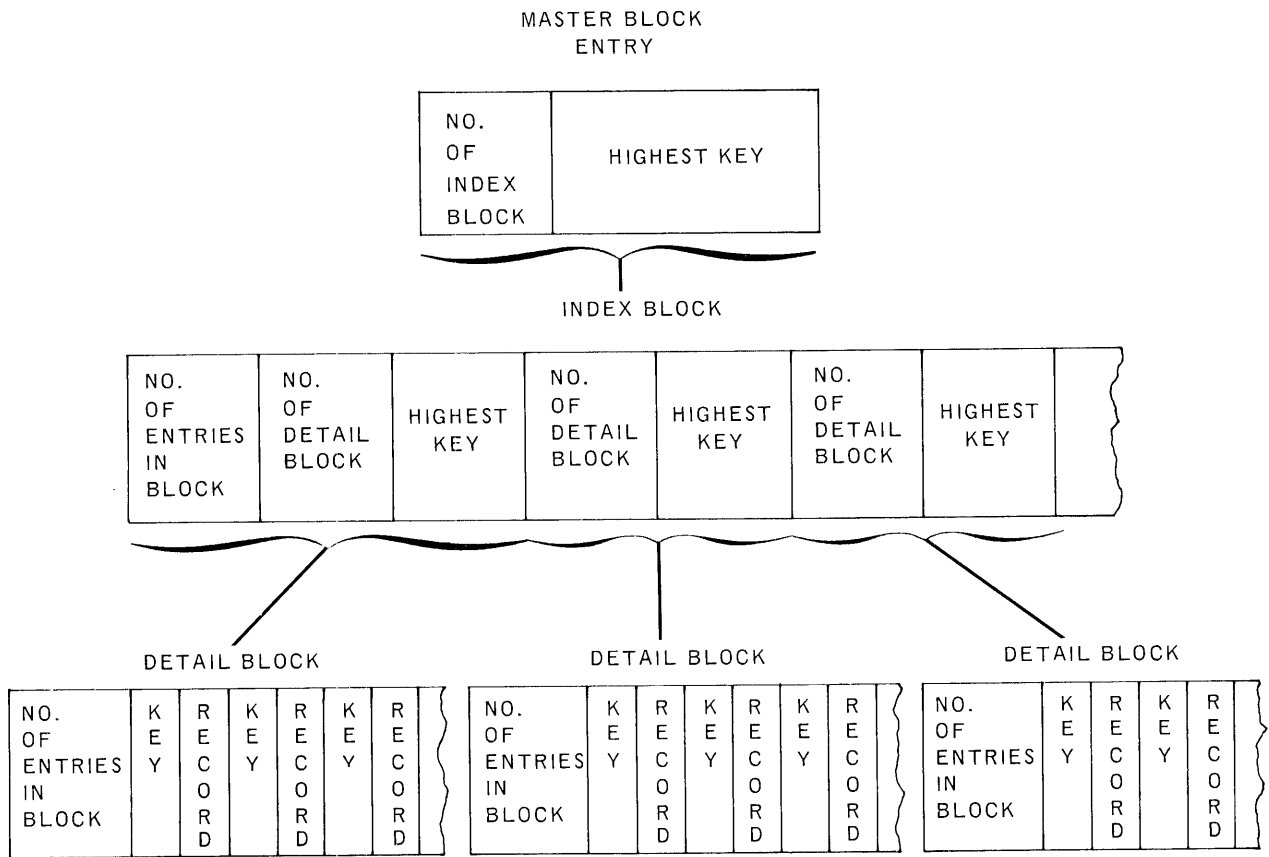 MASTER BLOCK
ENTRY
NO.
OF
INDEX
BLOCK
HIGHEST KEY
INDEX BLOCK
NO.
OF
ENTRIES
IN
BLOCK
NO.
OF
DETAIL
BLOCK
HIGHEST
KEY
NO.
OF
DETAIL
BLOCK
HIGHEST
KEY
NO.
OF
DETAIL
BLOCK
HIGHEST
KEY
DETAIL BLOCK
NO.
OF
ENTRIES
IN
BLOCK
KEY
RECORD
KEY
RECORD
KEY
RECORD
DETAIL BLOCK
NO.
OF
ENTRIES
IN
BLOCK
KEY
RECORD
KEY
RECORD
KEY
RECORD
DETAIL BLOCK
NO.
OF
ENTRIES
IN
BLOCK
KEY
RECORD
KEY
RECORD